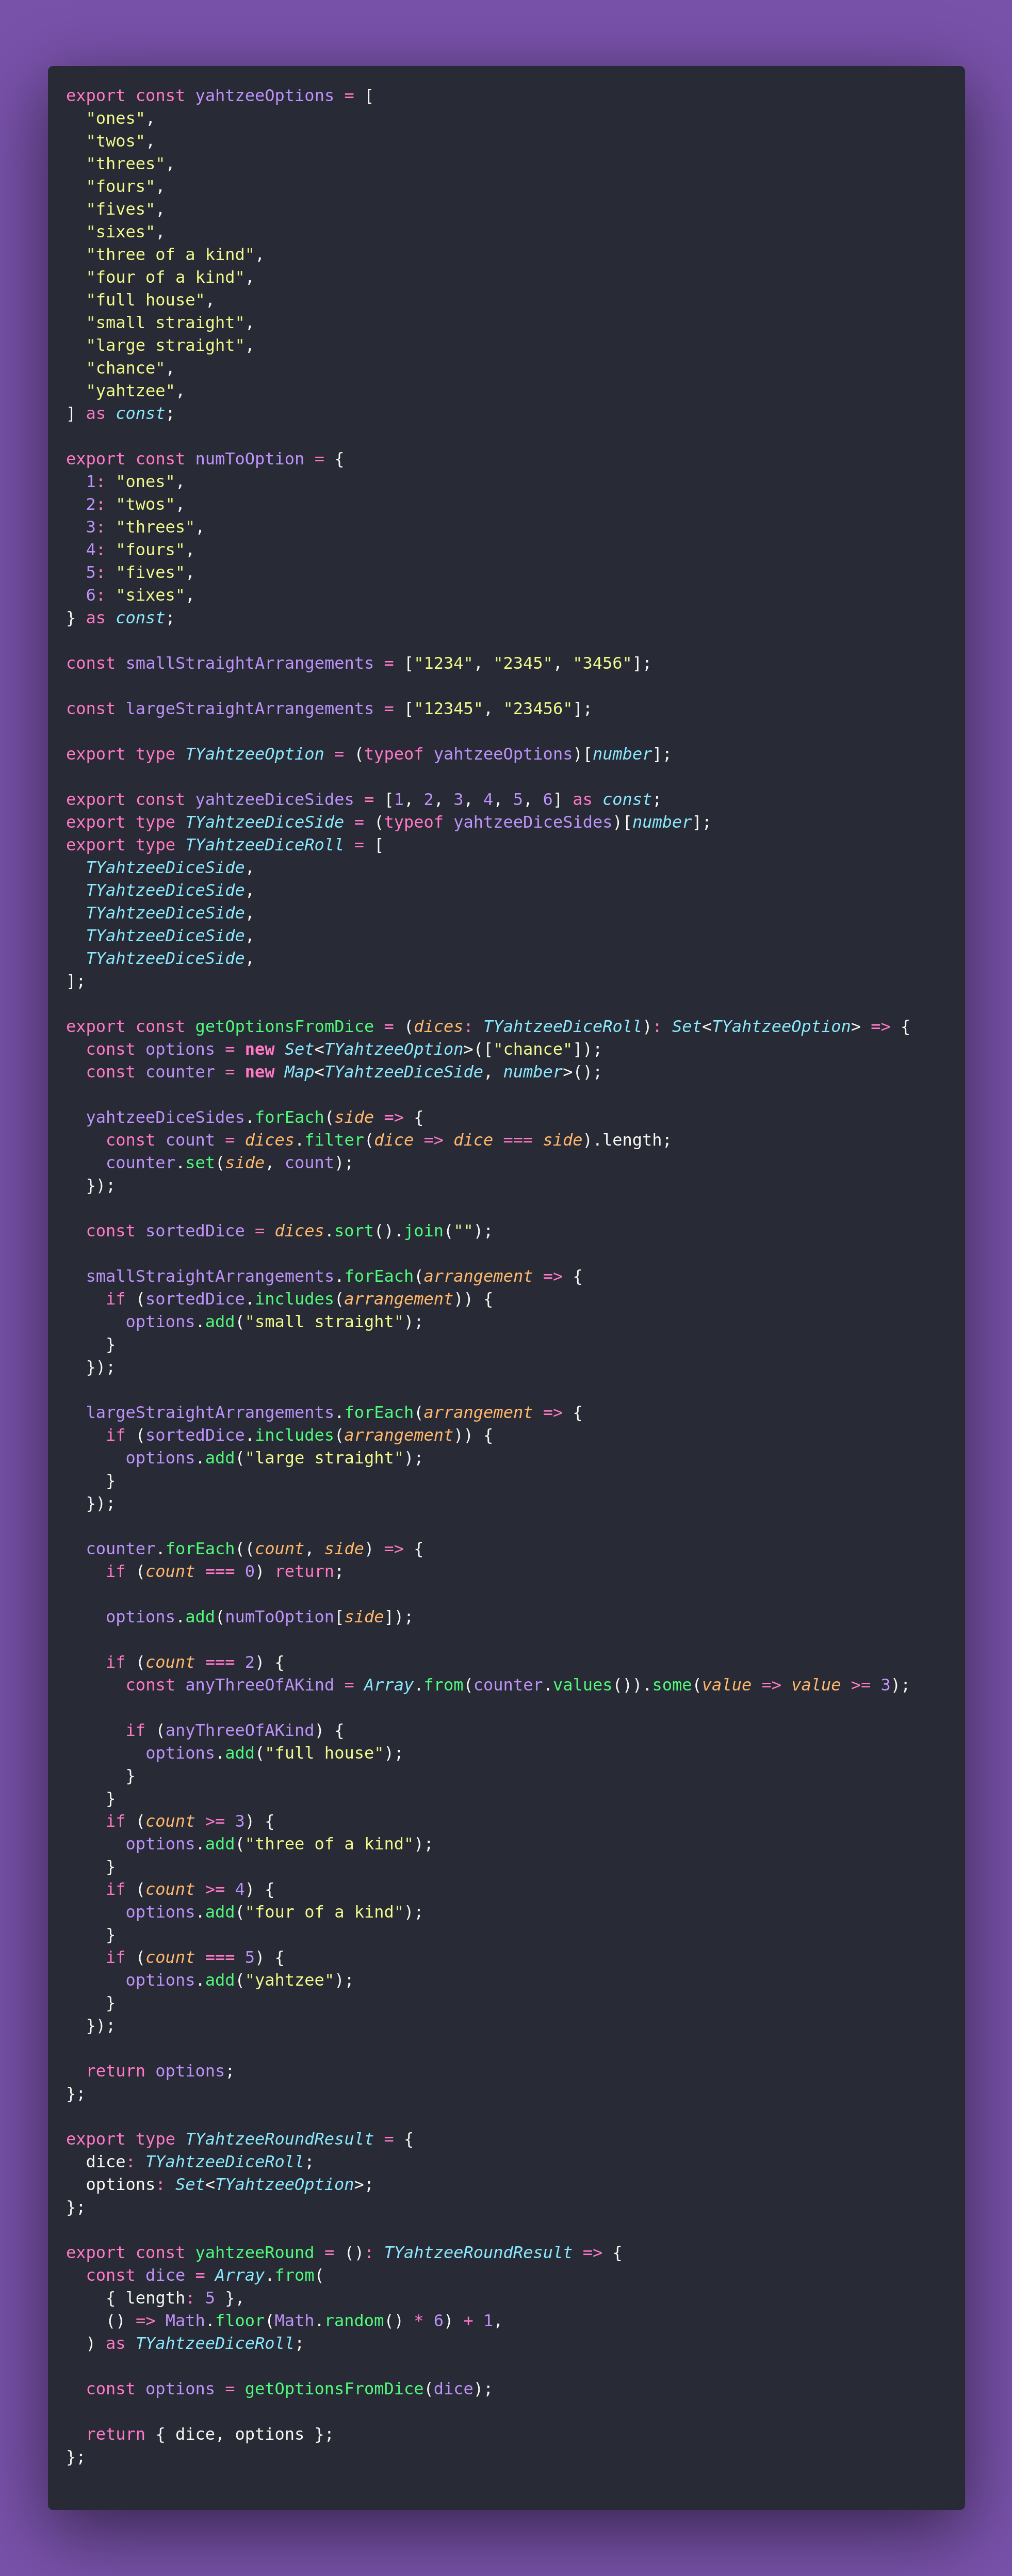 export const yahtzeeOptions = [
  "ones",
  "twos",
  "threes",
  "fours",
  "fives",
  "sixes",
  "three of a kind",
  "four of a kind",
  "full house",
  "small straight",
  "large straight",
  "chance",
  "yahtzee",
] as const;

export const numToOption = {
  1: "ones",
  2: "twos",
  3: "threes",
  4: "fours",
  5: "fives",
  6: "sixes",
} as const;

const smallStraightArrangements = ["1234", "2345", "3456"];

const largeStraightArrangements = ["12345", "23456"];

export type TYahtzeeOption = (typeof yahtzeeOptions)[number];

export const yahtzeeDiceSides = [1, 2, 3, 4, 5, 6] as const;
export type TYahtzeeDiceSide = (typeof yahtzeeDiceSides)[number];
export type TYahtzeeDiceRoll = [
  TYahtzeeDiceSide,
  TYahtzeeDiceSide,
  TYahtzeeDiceSide,
  TYahtzeeDiceSide,
  TYahtzeeDiceSide,
];

export const getOptionsFromDice = (dices: TYahtzeeDiceRoll): Set<TYahtzeeOption> => {
  const options = new Set<TYahtzeeOption>(["chance"]);
  const counter = new Map<TYahtzeeDiceSide, number>();

  yahtzeeDiceSides.forEach(side => {
    const count = dices.filter(dice => dice === side).length;
    counter.set(side, count);
  });

  const sortedDice = dices.sort().join("");

  smallStraightArrangements.forEach(arrangement => {
    if (sortedDice.includes(arrangement)) {
      options.add("small straight");
    }
  });

  largeStraightArrangements.forEach(arrangement => {
    if (sortedDice.includes(arrangement)) {
      options.add("large straight");
    }
  });

  counter.forEach((count, side) => {
    if (count === 0) return;

    options.add(numToOption[side]);

    if (count === 2) {
      const anyThreeOfAKind = Array.from(counter.values()).some(value => value >= 3);

      if (anyThreeOfAKind) {
        options.add("full house");
      }
    }
    if (count >= 3) {
      options.add("three of a kind");
    }
    if (count >= 4) {
      options.add("four of a kind");
    }
    if (count === 5) {
      options.add("yahtzee");
    }
  });

  return options;
};

export type TYahtzeeRoundResult = {
  dice: TYahtzeeDiceRoll;
  options: Set<TYahtzeeOption>;
};

export const yahtzeeRound = (): TYahtzeeRoundResult => {
  const dice = Array.from(
    { length: 5 },
    () => Math.floor(Math.random() * 6) + 1,
  ) as TYahtzeeDiceRoll;

  const options = getOptionsFromDice(dice);

  return { dice, options };
};